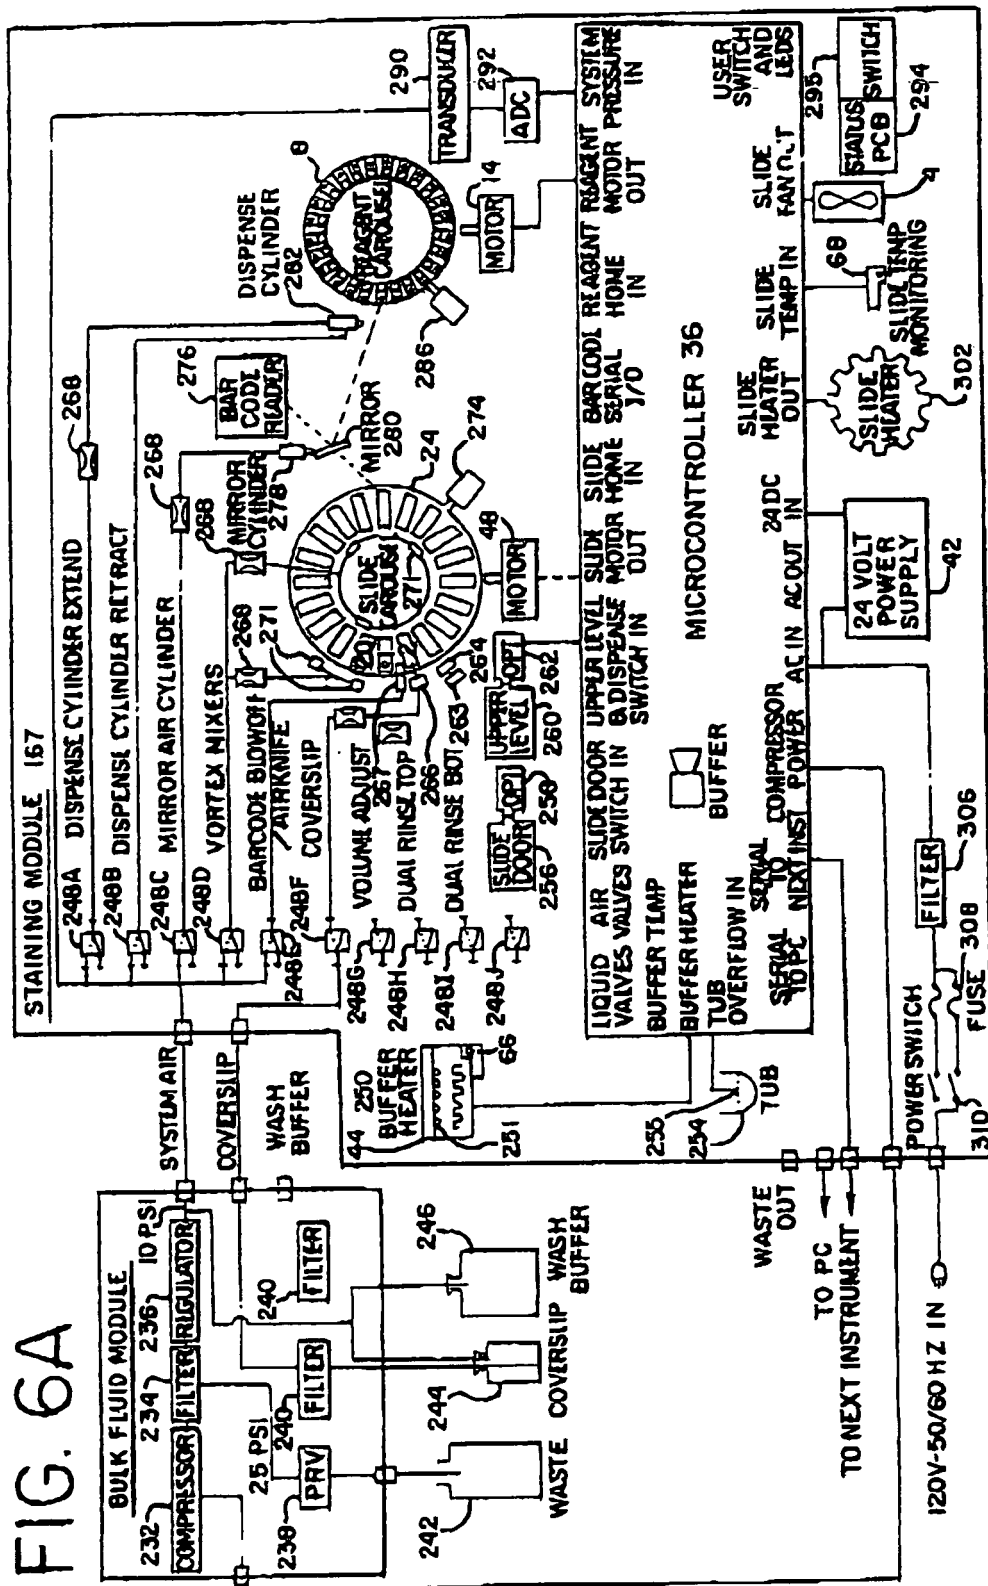 FIG. 6A
BULK FLUID MODULE
232
234
236
10 PSI
COMPRESSOR
FILTER
RIGULATOR
25 PSI
238
PRV
240
FILTER
240
FILTER
242
WASTE
244
COVERSLIP
246
WASH
BUFFER
SYSTEM AIR
COVERSLIP
WASH
BUFFER
STAINING MODULE 167
248A
DISPENSE CYLINDER EXTEND
268
248B
DISPENSE CYLINDER RETRACT
248C
MIRROR AIR CYLINDER
268
248D
VORTEX MIXERS
268
BARCODE BLOWOFF
/AIRKNIFE
268
248E
248F
COVERSLIP
248G
VOLUME ADJUST
248H
DUAL RINSE TOP
248I
DUAL RINSE BOT
248J
271
267
266
263
264
MIRROR
CYLINDER
278
BAR
CODE
READER
276
MIRROR
280
DISPENSE
CYLINDER
282
REAGENT
CAROUSEL
8
286
MOTOR
14
TRANSDUCER
290
ADC
292
SLIDE
CAROUSEL
271
24
274
MOTOR
48
44
250
BUFFER
HEATER
66
251
255
254
TUB
SLIDE
DOOR
OPT
256
258
UPPER
LEVEL
OPT
260
262
LIQUID
VALVES
AIR
VALVES
SLIDE DOOR
SWITCH IN
UPPER LEVEL
& DISPENSE
SWITCH IN
SLIDE
MOTOR
OUT
SLIDE
HOME
IN
BAR CODE
SERIAL
I/O
REAGENT
HOME
IN
REAGENT
MOTOR
OUT
SYSTEM
PRESSURE
IN
BUFFER TEMP
BUFFER HEATER
TUB
OVERFLOW IN
BUFFER
MICROCONTROLLER 36
SERIAL
TO PC
SERIAL
TO
NEXT INST
COMPRESSOR
POWER
AC IN
AC OUT
24DC
IN
SLIDE
HEATER
OUT
SLIDE
TEMP IN
SLIDE
FAN OUT
USER
SWITCH
AND
LEDS
24 VOLT
POWER
SUPPLY
42
SLIDE
HEATER
302
68
SLIDE TEMP
MONITORING
4
STATUS
PCB
SWITCH
295
294
WASTE
OUT
TO PC
TO NEXT INSTRUMENT
120V-50/60HZ IN
POWER SWITCH
310
FUSE 308
FILTER
306